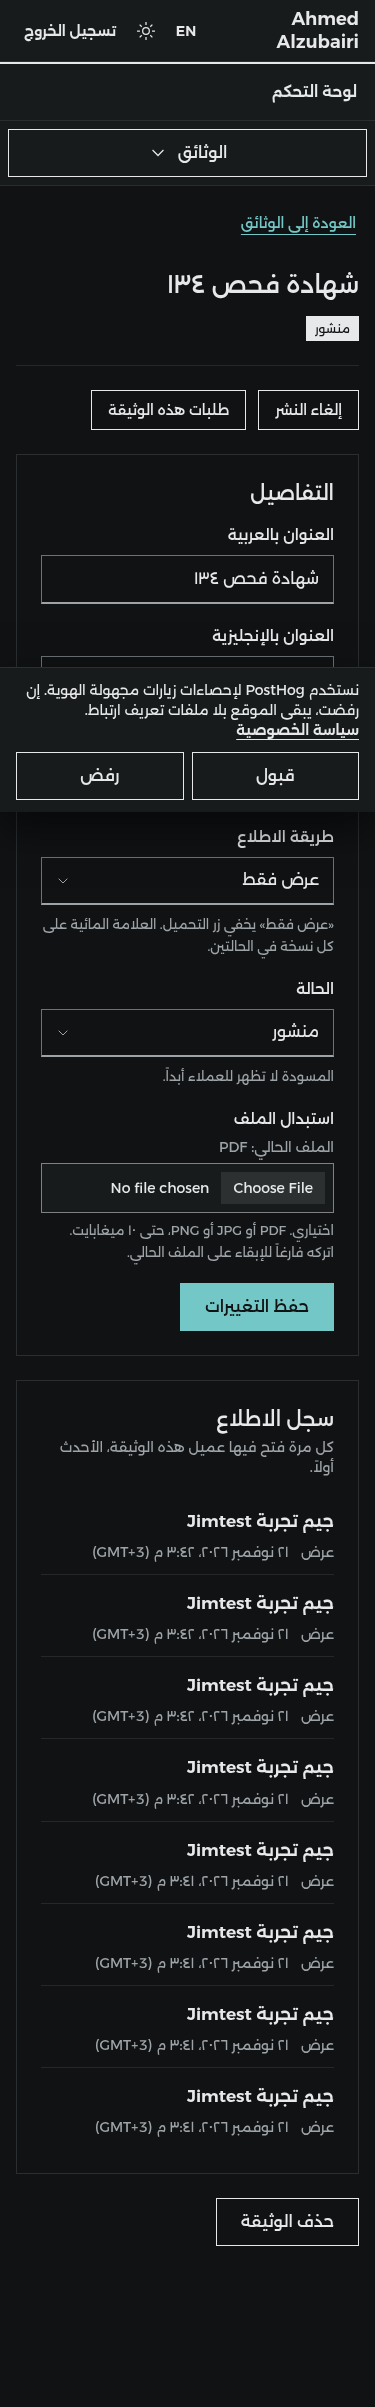 Ahmed
Alzubairi
EN
تسجيل الخروج
لوحة التحكم
الوثائق
العودة إلى الوثائق
شهادة فحص ١٣٤
منشور
إلغاء النشر
طلبات هذه الوثيقة
التفاصيل
العنوان بالعربية
شهادة فحص ١٣٤
العنوان بالإنجليزية
نستخدم PostHog لإحصاءات زيارات مجهولة الهوية. إن
رفضت، يبقى الموقع بلا ملفات تعريف ارتباط.
سياسة الخصوصية
قبول
رفض
طريقة الاطلاع
عرض فقط
«عرض فقط» يخفي زر التحميل. العلامة المائية على
كل نسخة في الحالتين.
الحالة
منشور
المسودة لا تظهر للعملاء أبداً.
استبدال الملف
الملف الحالي: PDF
Choose File No file chosen
اختياري. PDF أو JPG أو PNG، حتى ١٠ ميغابايت.
اتركه فارغاً للإبقاء على الملف الحالي.
حفظ التغييرات
سجل الاطلاع
كل مرة فتح فيها عميل هذه الوثيقة، الأحدث
أولاً.
جيم تجربة Jimtest
عرض ٢١ نوفمبر ٢٠٢٦، ٣:٤٢ م (GMT+3)
جيم تجربة Jimtest
عرض ٢١ نوفمبر ٢٠٢٦، ٣:٤٢ م (GMT+3)
جيم تجربة Jimtest
عرض ٢١ نوفمبر ٢٠٢٦، ٣:٤٢ م (GMT+3)
جيم تجربة Jimtest
عرض ٢١ نوفمبر ٢٠٢٦، ٣:٤٢ م (GMT+3)
جيم تجربة Jimtest
عرض ٢١ نوفمبر ٢٠٢٦، ٣:٤١ م (GMT+3)
جيم تجربة Jimtest
عرض ٢١ نوفمبر ٢٠٢٦، ٣:٤١ م (GMT+3)
جيم تجربة Jimtest
عرض ٢١ نوفمبر ٢٠٢٦، ٣:٤١ م (GMT+3)
جيم تجربة Jimtest
عرض ٢١ نوفمبر ٢٠٢٦، ٣:٤١ م (GMT+3)
حذف الوثيقة